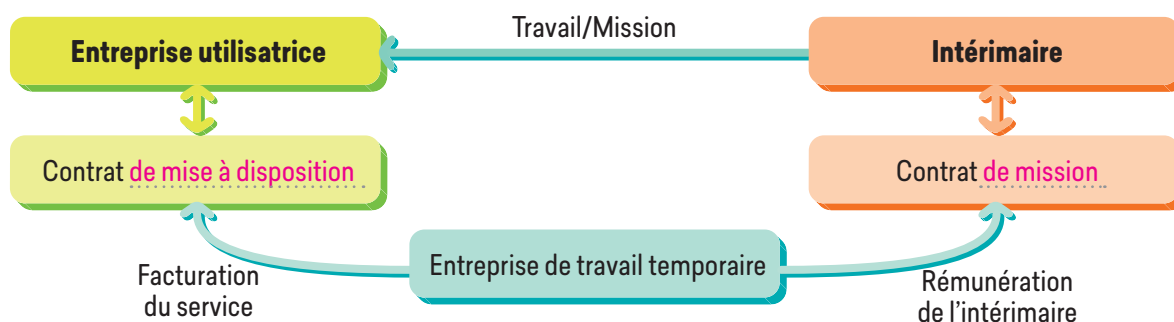 Travail/Mission
Entreprise utilisatrice
Intérimaire
Contrat de mise à disposition
Contrat de mission
Entreprise de travail temporaire
Facturation
du service
Rémunération
de l'intérimaire